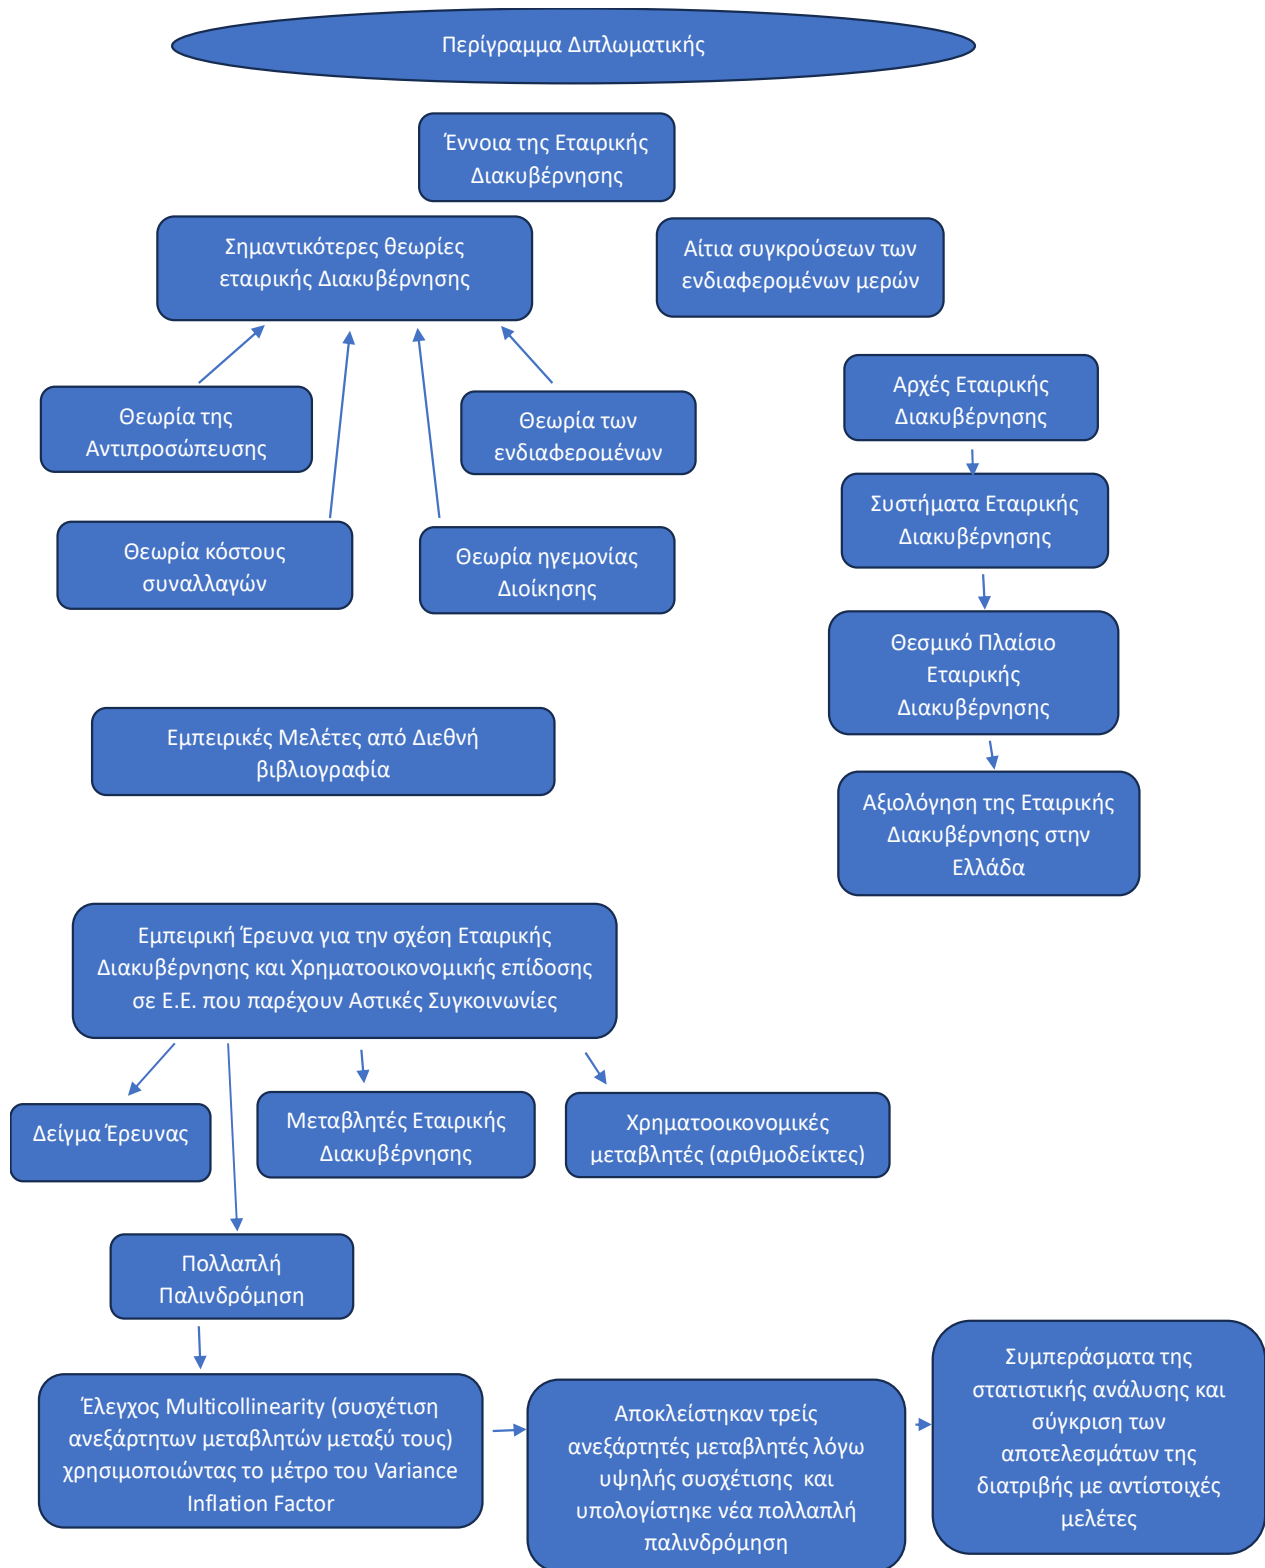 Περίγραμμα Διπλωματικής
Έννοια της Εταιρικής
Διακυβέρνησης
Σημαντικότερες θεωρίες
εταιρικής Διακυβέρνησης
Αίτια συγκρούσεων των
ενδιαφερομένων μερών
Θεωρία της
Αντιπροσώπευσης
Θεωρία των
ενδιαφερομένων
Αρχές Εταιρικής
Διακυβέρνησης
Συστήματα Εταιρικής
Διακυβέρνησης
Θεωρία κόστους
συναλλαγών
Θεωρία ηγεμονίας
Διοίκησης
Θεσμικό Πλαίσιο
Εταιρικής
Διακυβέρνησης
Εμπειρικές Μελέτες από Διεθνή
βιβλιογραφία
Αξιολόγηση της Εταιρικής
Διακυβέρνησης στην
Ελλάδα
Εμπειρική Έρευνα για την σχέση Εταιρικής
Διακυβέρνησης και Χρηματοοικονομικής επίδοσης
σε Ε.Ε. που παρέχουν Αστικές Συγκοινωνίες
Δείγμα Έρευνας
Μεταβλητές Εταιρικής
Διακυβέρνησης
Χρηματοοικονομικές
μεταβλητές (αριθμοδείκτες)
Πολλαπλή
Παλινδρόμηση
Έλεγχος Multicollinearity (συσχέτιση
ανεξάρτητων μεταβλητών μεταξύ τους)
χρησιμοποιώντας το μέτρο του Variance
Inflation Factor
Αποκλείστηκαν τρείς
ανεξάρτητές μεταβλητές λόγω
υψηλής συσχέτισης και
υπολογίστηκε νέα πολλαπλή
παλινδρόμηση
Συμπεράσματα της
στατιστικής ανάλυσης και
σύγκριση των
αποτελεσμάτων της
διατριβής με αντίστοιχές
μελέτες